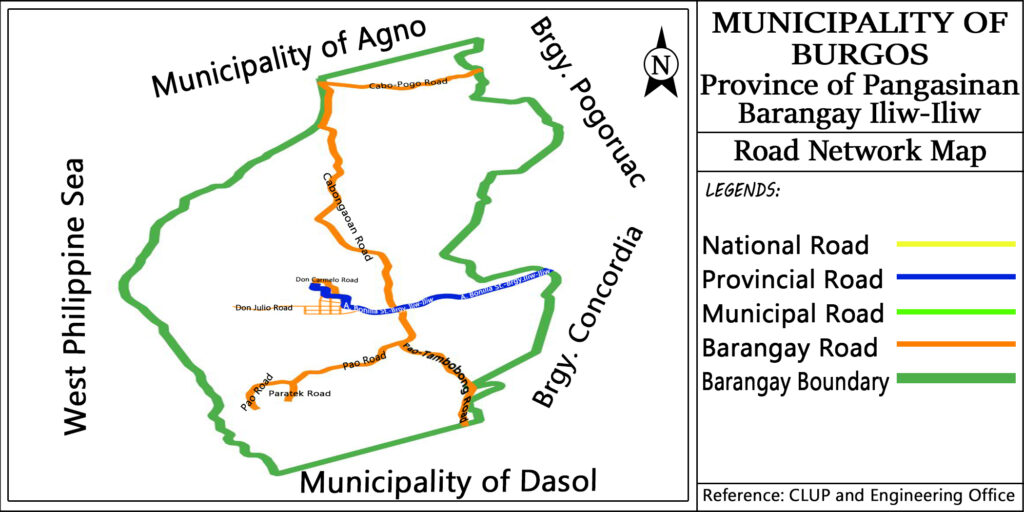 Municipality of Agno
Brgy. Pogoruac
Cabo-Pogo Road
N
Cabongaoan Road
West Philippine Sea
Brgy. Concordia
Don Carmelo Road
Don Julio Road
A. Bonilla St.-Brgy.Iliw-Iliw
A. Bonilla St.-Brgy.Iliw-Iliw
Pao Road
Pao-Tambobong Road
Pao Road
Paratek Road
Municipality of Dasol
MUNICIPALITY OF
BURGOS
Province of Pangasinan
Barangay Iliw-Iliw
Road Network Map
LEGENDS:
National Road
Provincial Road
Municipal Road
Barangay Road
Barangay Boundary
Reference: CLUP and Engineering Office